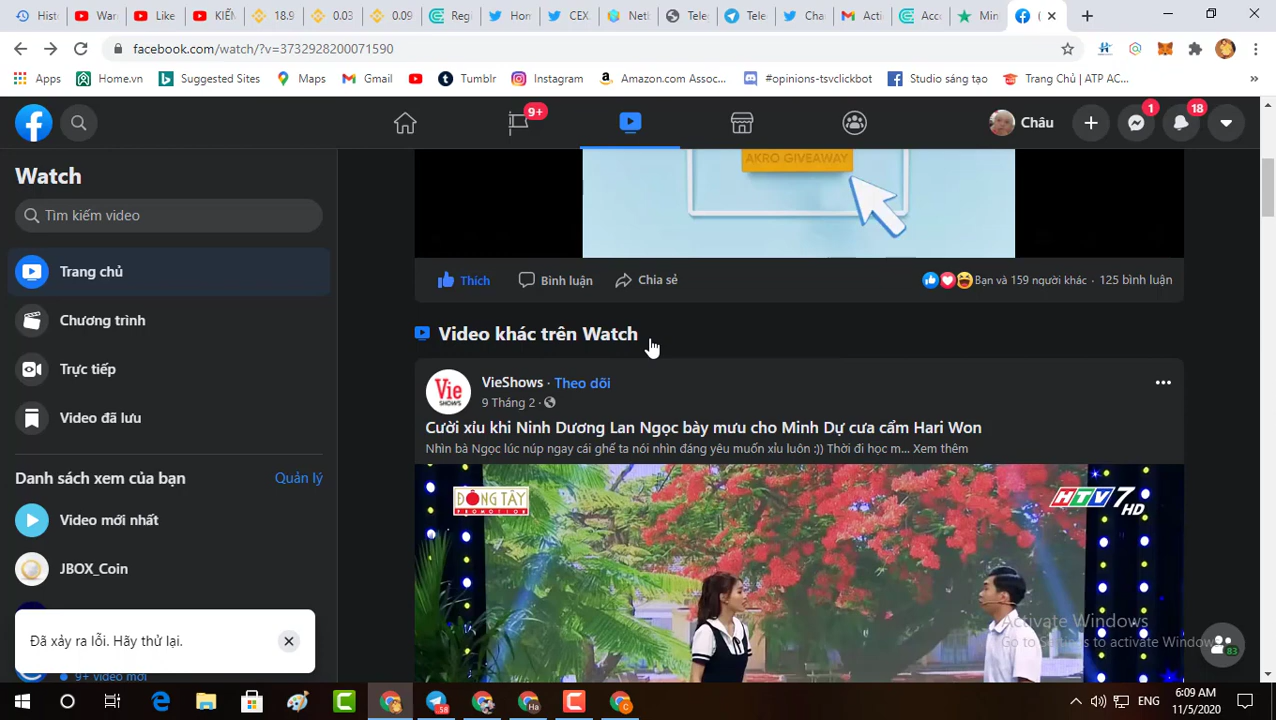 Histo
War
Like
KIẾN
18.9
0.03
0.09
Reg
Hom
CEX
Netb
Tele
Tele
Cha
Acti
Acc
Min
(
facebook.com/watch/?v=3732928200071590
Apps
Home.vn
Suggested Sites
Maps
Gmail
Tumblr
Instagram
Amazon.com Assoc...
#opinions-tsvclickbot
Studio sáng tạo
Trang Chủ | ATP AC...
»
9+
Châu
1
18
Watch
Tìm kiếm video
Trang chủ
Chương trình
Trực tiếp
Video đã lưu
Danh sách xem của bạn
Quản lý
Video mới nhất
JBOX_Coin
Đã xảy ra lỗi. Hãy thử lại.
9+ video mới
AKRO GIVEAWAY
Thích
Bình luận
Chia sẻ
Bạn và 159 người khác · 125 bình luận
Video khác trên Watch
Vie SHOWS
VieShows · Theo dõi
9 Tháng 2 ·
Cười xỉu khi Ninh Dương Lan Ngọc bày mưu cho Minh Dự cưa cẩm Hari Won
Nhìn bà Ngọc lúc núp ngay cái ghế ta nói nhìn đáng yêu muốn xỉu luôn :)) Thời đi học m... Xem thêm
ĐÔNG TÂY
PROMOTION
HTV7
HD
Activate Windows
Go to Settings to activate Windows.
83
58
Ha
C
ENG
6:09 AM
11/5/2020